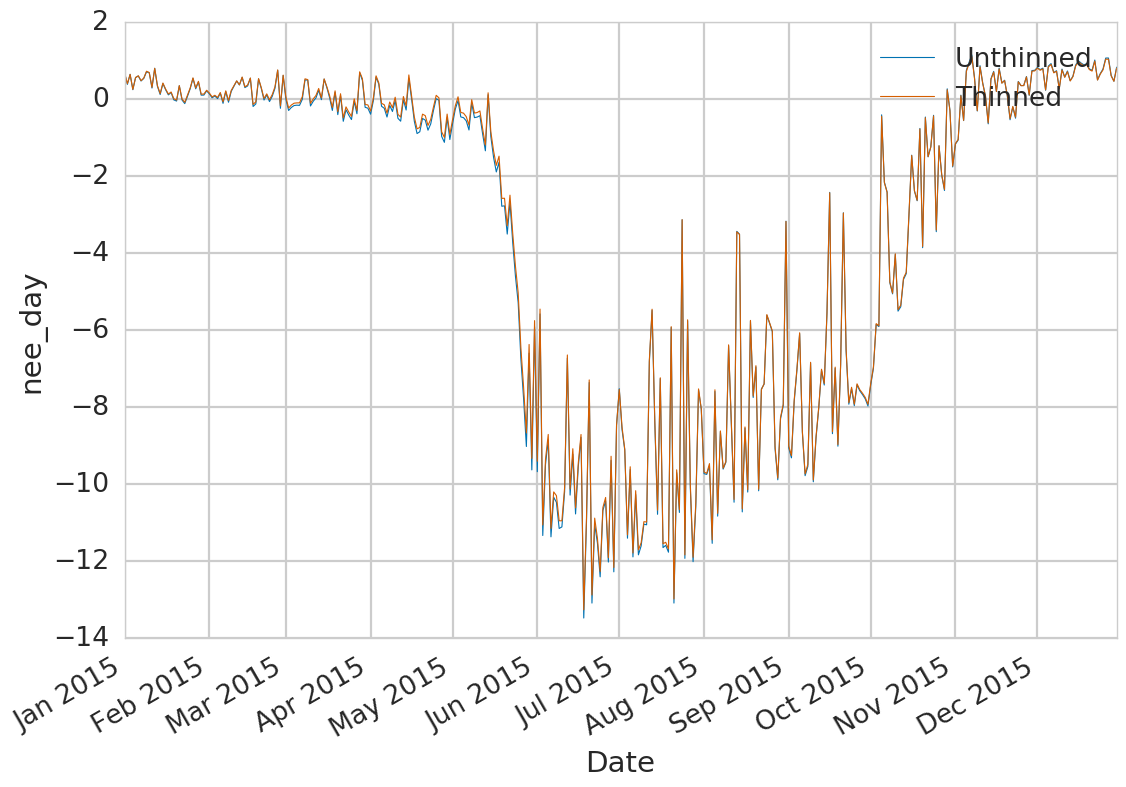 2
0
−2
−4
−6
−8
−10
−12
−14
nee_day
Unthinned
Thinned
Jan 2015
Feb 2015
Mar 2015
Apr 2015
May 2015
Jun 2015
Jul 2015
Aug 2015
Sep 2015
Oct 2015
Nov 2015
Dec 2015
Date